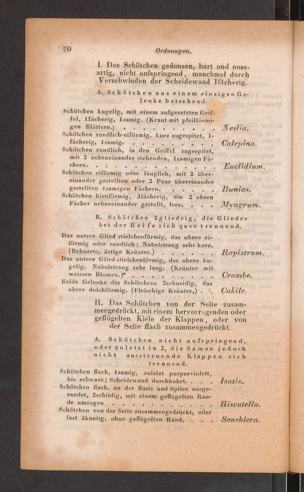 20 Ordnungen.
I. Das Schötchen gedunsen, hart und nuss-
artig, nicht aufspringend, manchmal durch
Verschwinden der Scheidewand 1fächerig.
A. Schötchen aus einem einzigen Ge-
lenke bestehend.
Schötchen kugelig, mit einem aufgesetzten Grif-
fel, 1fächerig, 1samig. (Kraut mit pfeilförmi-
gen Blättern.) . . . . . . . . . Neslia.
Schötchen rundlich-eiförmig, kurz zugespitzt, 1-
fächerig, 1samig. . . . . . . . . Calepina.
Schötchen rundlich, in den Griffel zugespitzt,
mit 2 nebeneinander stehenden, 1samigen Fä-
chern. . . . . . . . . . . . Euclidium.
Schötchen eiförmig oder länglich, mit 2 über-
einander gestellten oder 2 Paar übereinander
gestellten 1samigen Fächern. . . . . . Bunias.
Schötchen birnförmig, 3fächerig, die 2 obern
Fächer nebeneinander gestellt, leer. . . . Myagrum.
B. Schötchen 2gliedrig, die Glieder
bei der Reife sich quer trennend.
Das untere Glied stielchenförmig, das obere ei-
förmig oder rundlich; Nabelstrang sehr kurz.
(Behaarte, ästige Kräuter.) . . . . . . Rapistrum.
Das untere Glied stielchenförmig, das obere ku-
gelig. Nabelstrang sehr lang. (Kräuter mit
weissen Blumen.) . . . . . . . . Crambe.
Beide Gelenke des Schötchens 2schneidig, das
obere dolchförmig. (Fleischige Kräuter.) . . Cakile.
II. Das Schötchen von der Seite zusam-
mengedrückt, mit einem hervorragenden oder
geflügelten Kiele der Klappen, oder von
der Seite flach zusammengedrückt.
A. Schötchen nicht aufspringend,
oder zuletzt in 2, die Samen jedoch
nicht ausstreuende Klappen sich
trennend.
Schötchen flach, 1samig, zuletzt purpurviolett,
bis schwarz; Scheidewand durchbohrt. . . . Isatis.
Schötchen flach, an der Basis und Spitze ausge-
randet, 2schildig, mit einem geflügelten Ran-
de umzogen. . . . . . . . . . Biscutella.
Schötchen von der Seite zusammengedrückt, oder
fast 2knotig, ohne geflügelten Rand. . . . Senebiera.